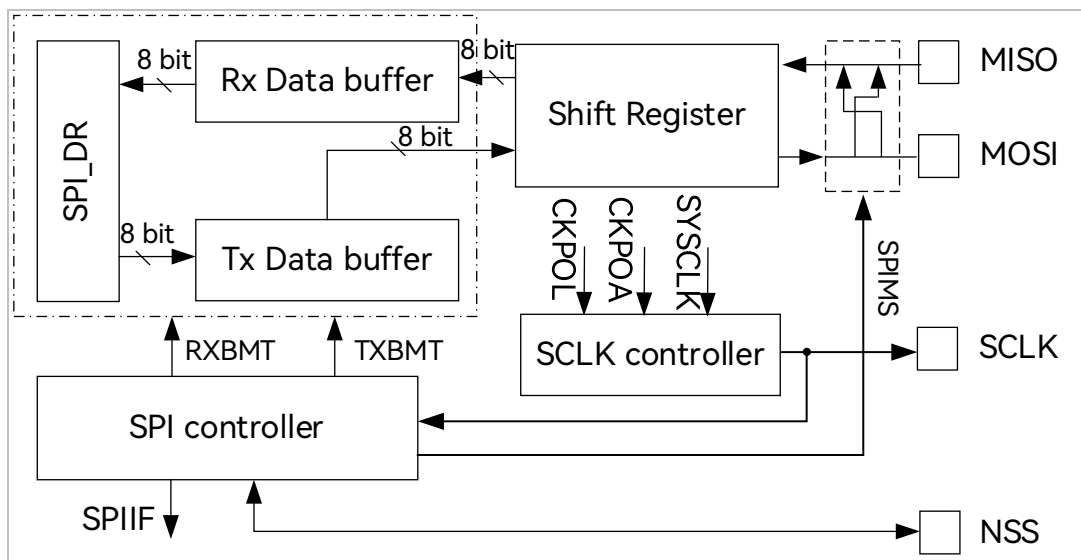 8 bit
Rx Data buffer
8 bit
Shift Register
MISO
SPI_DR
8 bit
MOSI
8 bit
Tx Data buffer
CKPOL
CKPOA
SYSCLK
SPIMS
RXBMT
TXBMT
SCLK controller
SCLK
SPI controller
SPIIF
NSS